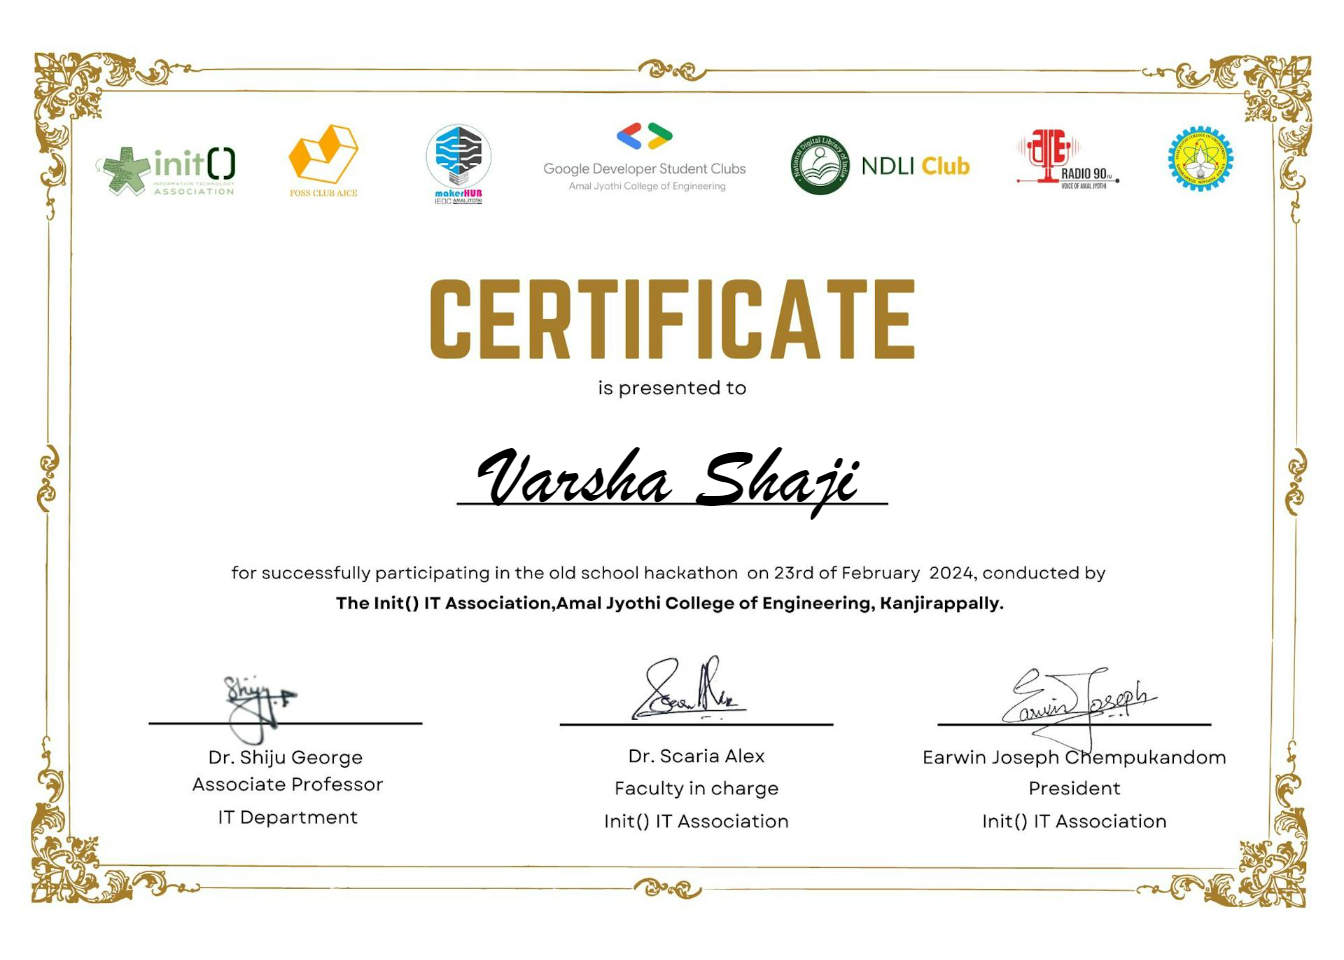 init()
INFORMATION TECHNOLOGY
ASSOCIATION
FOSS CLUB AJCE
makerHUB
IEDC AMAL JYOTHI
Google Developer Student Clubs
Amal Jyothi College of Engineering
National Digital Library of India
NDLI Club
RADIO 90
VOICE OF AMAL JYOTHI
CERTIFICATE
is presented to
Varsha Shaji
for successfully participating in the old school hackathon on 23rd of February 2024, conducted by
The Init() IT Association,Amal Jyothi College of Engineering, Kanjirappally.
Shiju
Earwin Joseph
Dr. Shiju George
Associate Professor
IT Department
Dr. Scaria Alex
Faculty in charge
Init() IT Association
Earwin Joseph Chempukandom
President
Init() IT Association